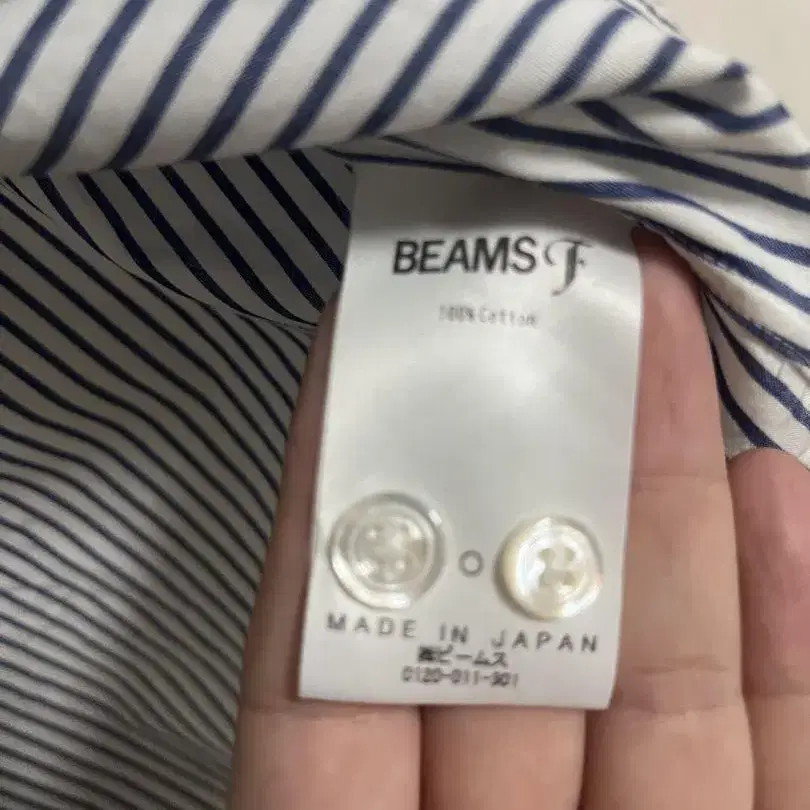 BEAMS F
100% Cotton
MADE IN JAPAN
㈱ビームス
0120-011-301